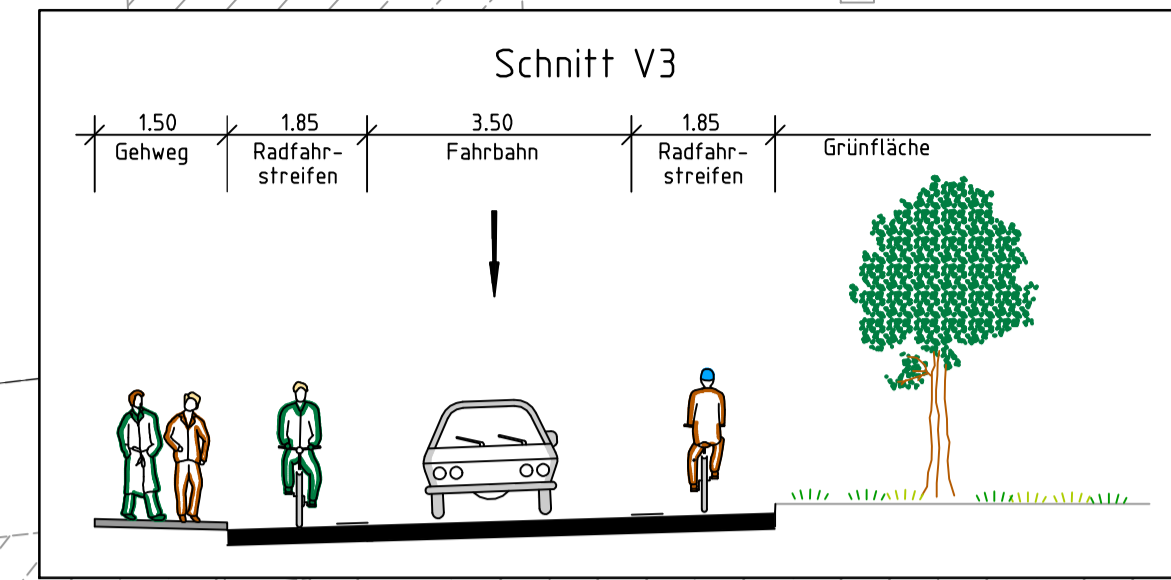 Schnitt V3
1.50 1.85 3.50 1.85
Gehweg Radfahr- Fahrbahn Radfahr- Grünfläche
streifen streifen